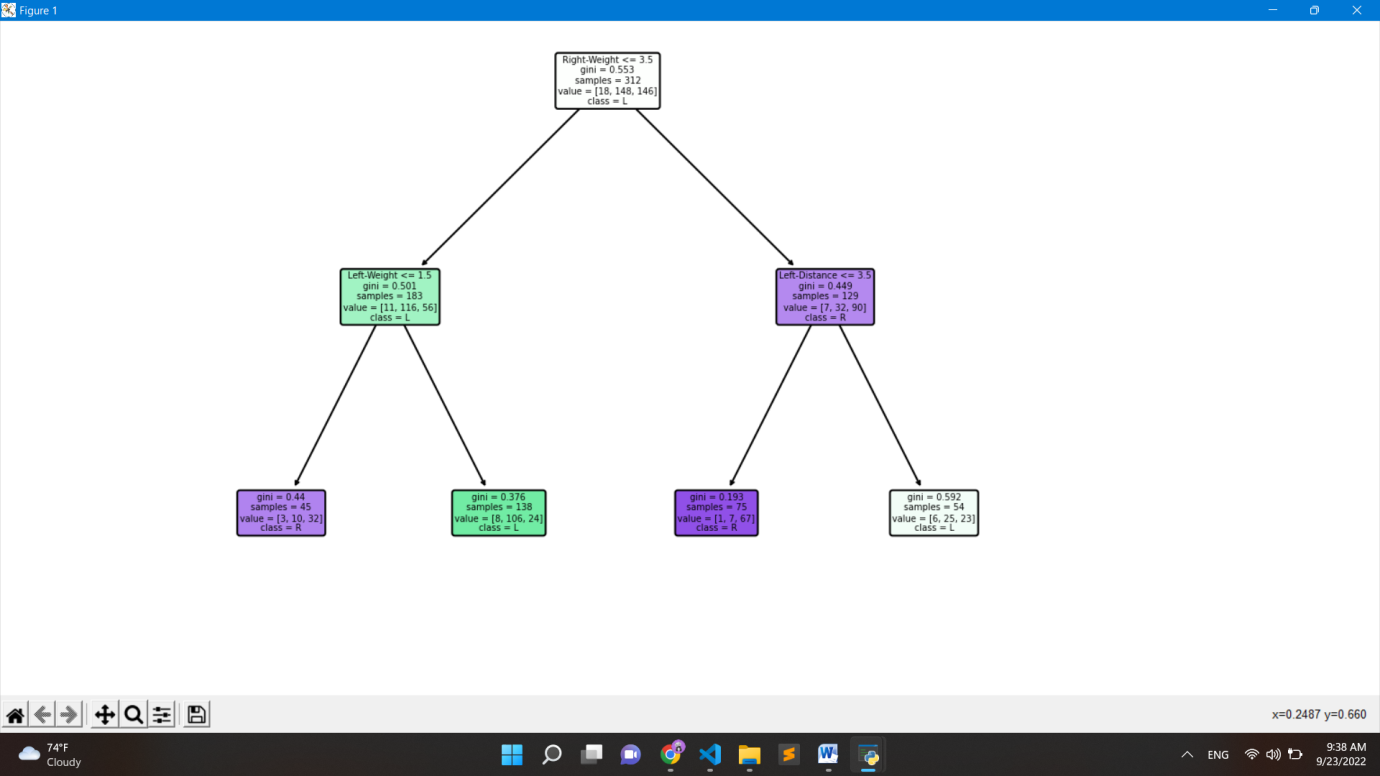 Figure 1
Right-Weight <= 3.5
gini = 0.553
samples = 312
value = [18, 148, 146]
class = L
Left-Weight <= 1.5
gini = 0.501
samples = 183
value = [11, 116, 56]
class = L
Left-Distance <= 3.5
gini = 0.449
samples = 129
value = [7, 32, 90]
class = R
gini = 0.44
samples = 45
value = [3, 10, 32]
class = R
gini = 0.376
samples = 138
value = [8, 106, 24]
class = L
gini = 0.193
samples = 75
value = [1, 7, 67]
class = R
gini = 0.592
samples = 54
value = [6, 25, 23]
class = L
x=0.2487 y=0.660
74°F
Cloudy
ENG
9:38 AM
9/23/2022